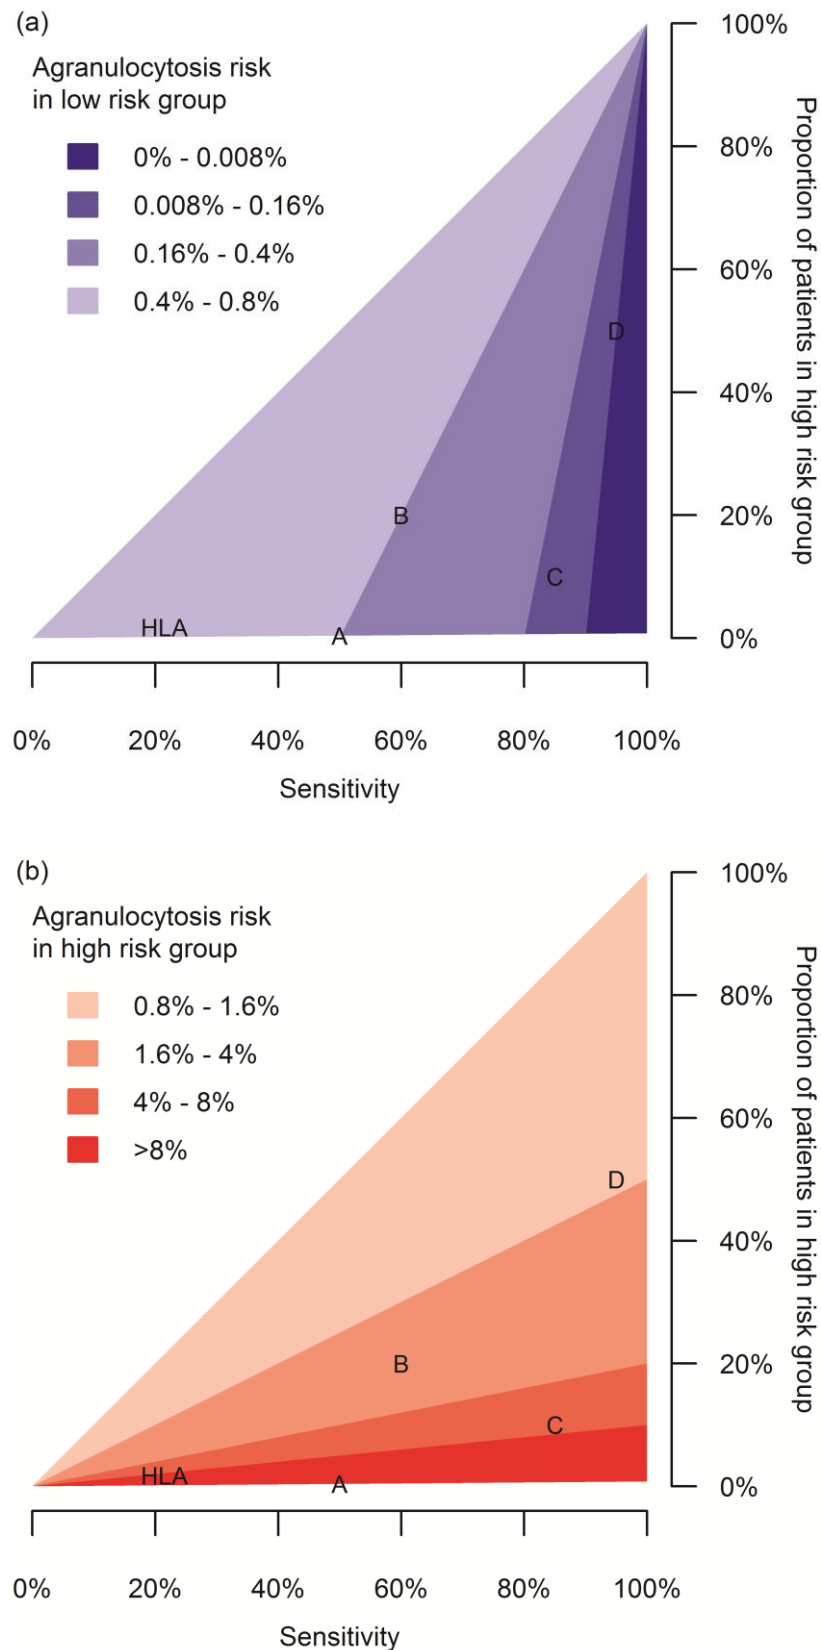 (a)
Agranulocytosis risk
in low risk group
0% - 0.008%
0.008% - 0.16%
0.16% - 0.4%
0.4% - 0.8%
100%
80%
60%
40%
20%
0%
Proportion of patients in high risk group
D
B
C
HLA
A
0%
20%
40%
60%
80%
100%
Sensitivity
(b)
Agranulocytosis risk
in high risk group
0.8% - 1.6%
1.6% - 4%
4% - 8%
>8%
100%
80%
60%
40%
20%
0%
Proportion of patients in high risk group
D
B
C
HLA
A
0%
20%
40%
60%
80%
100%
Sensitivity